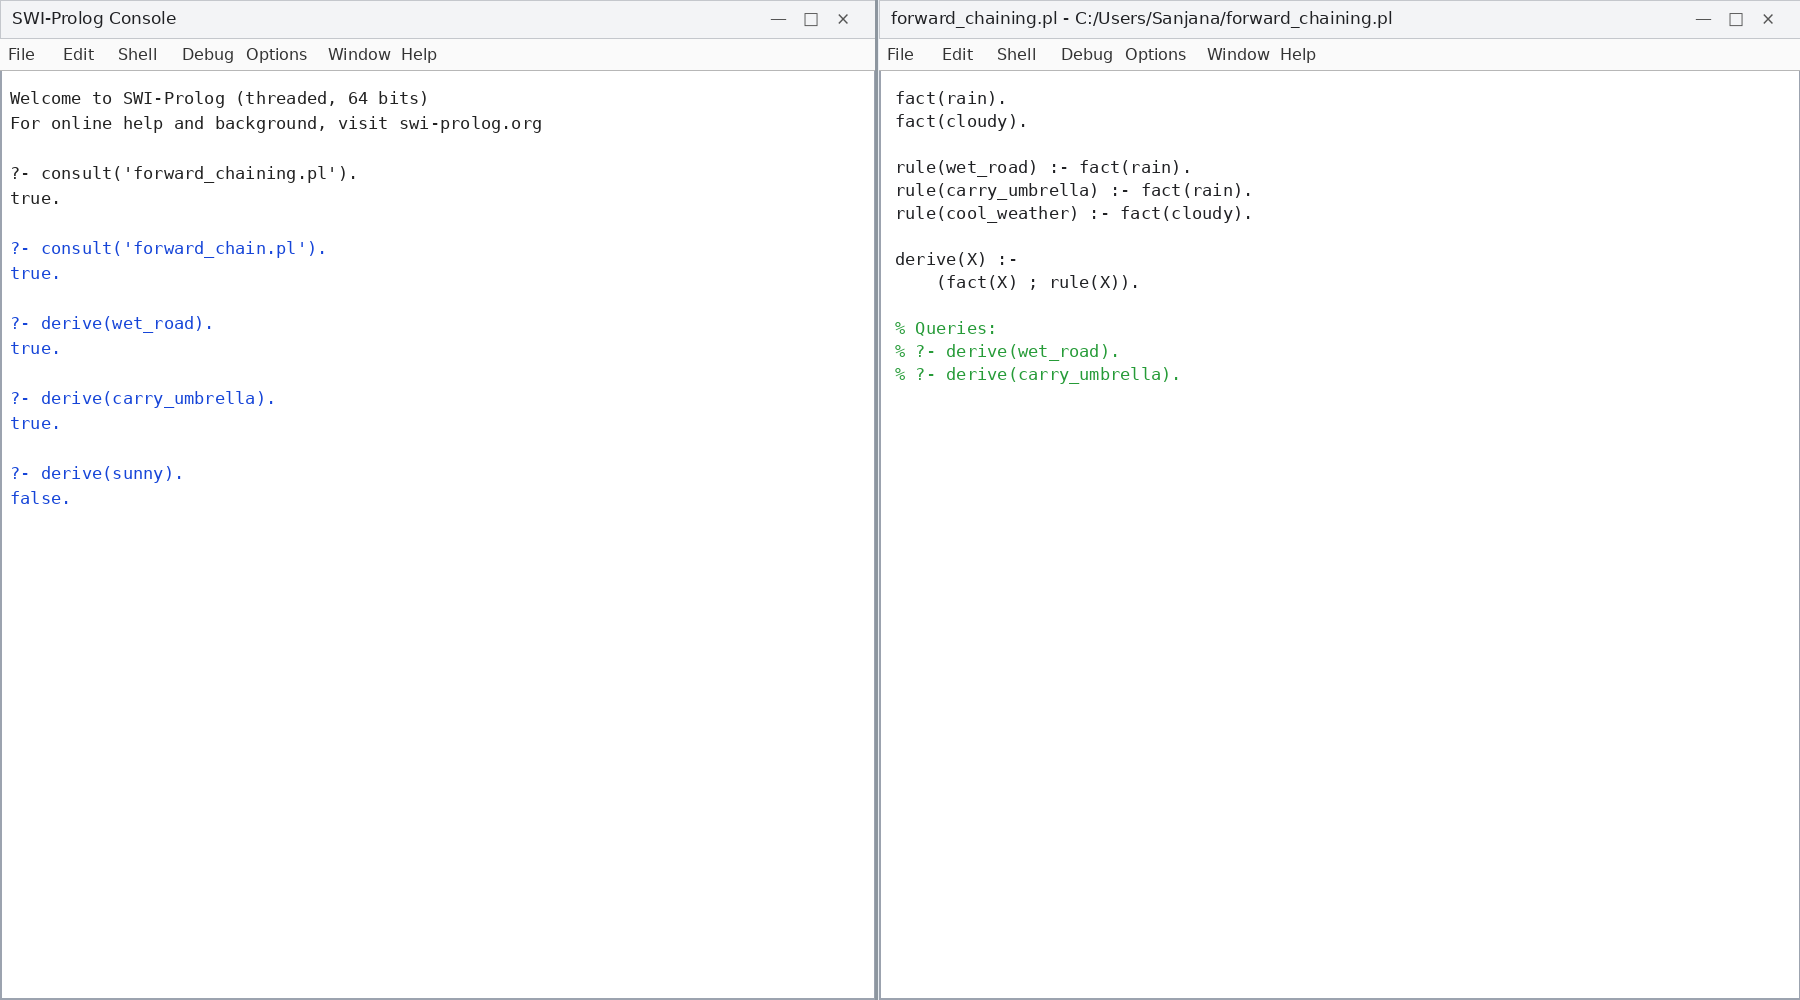 SWI-Prolog Console
File Edit Shell Debug Options Window Help
Welcome to SWI-Prolog (threaded, 64 bits)
For online help and background, visit swi-prolog.org
?- consult('forward_chaining.pl').
true.
?- consult('forward_chain.pl').
true.
?- derive(wet_road).
true.
?- derive(carry_umbrella).
true.
?- derive(sunny).
false.
forward_chaining.pl - C:/Users/Sanjana/forward_chaining.pl
File Edit Shell Debug Options Window Help
fact(rain).
fact(cloudy).
rule(wet_road) :- fact(rain).
rule(carry_umbrella) :- fact(rain).
rule(cool_weather) :- fact(cloudy).
derive(X) :-
    (fact(X) ; rule(X)).
% Queries:
% ?- derive(wet_road).
% ?- derive(carry_umbrella).